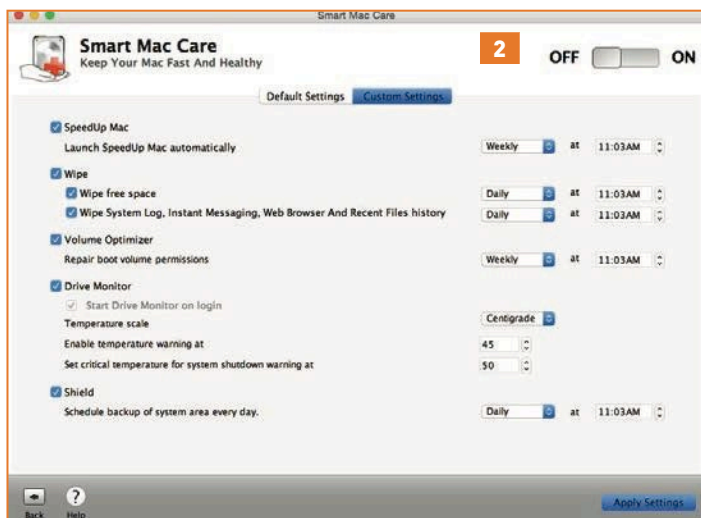 Smart Mac Care
Smart Mac Care
Keep Your Mac Fast And Healthy
2
OFF ON
Default Settings Custom Settings
SpeedUp Mac
Launch SpeedUp Mac automatically Weekly at 11:03AM
Wipe
Wipe free space Daily at 11:03AM
Wipe System Log, Instant Messaging, Web Browser And Recent Files history Daily at 11:03AM
Volume Optimizer
Repair boot volume permissions Weekly at 11:03AM
Drive Monitor
Start Drive Monitor on login
Temperature scale Centigrade
Enable temperature warning at 45
Set critical temperature for system shutdown warning at 50
Shield
Schedule backup of system area every day. Daily at 11:03AM
? 
Back Help Apply Settings